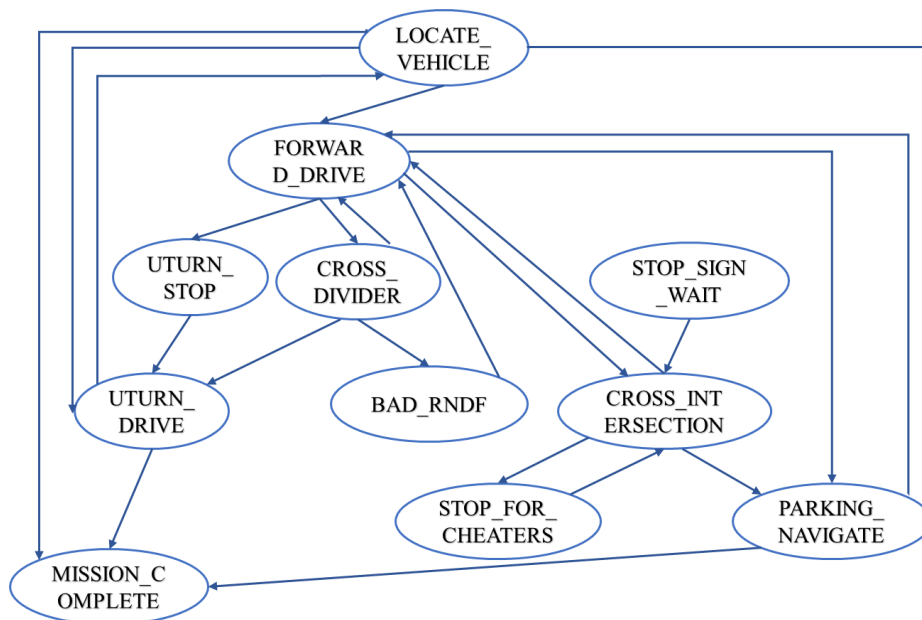 LOCATE_
VEHICLE
FORWAR
D_DRIVE
UTURN_
STOP
CROSS_
DIVIDER
STOP_SIGN
_WAIT
UTURN_
DRIVE
BAD_RNDF
CROSS_INT
ERSECTION
STOP_FOR_
CHEATERS
PARKING_
NAVIGATE
MISSION_C
OMPLETE